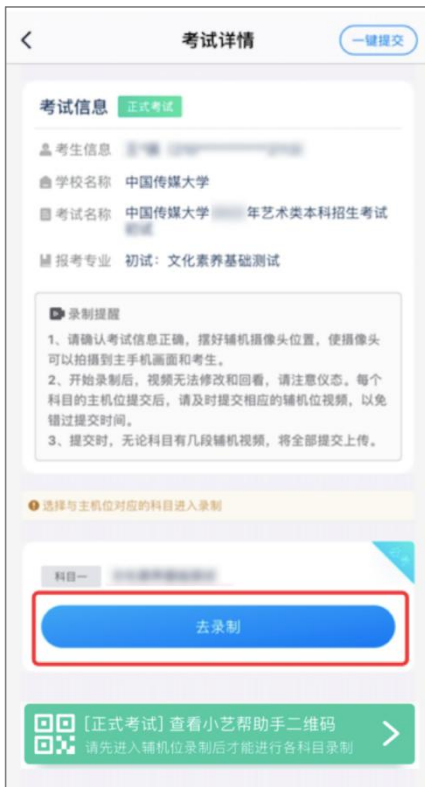 考试详情
一键提交
考试信息 正式考试
考生信息
学校名称 中国传媒大学
考试名称 中国传媒大学 年艺术类本科招生考试
初试
报考专业 初试：文化素养基础测试
录制提醒
1、请确认考试信息正确，摆好辅机摄像头位置，使摄像头
可以拍摄到主手机画面和考生。
2、开始录制后，视频无法修改和回看，请注意仪态。每个
科目的主机位提交后，请及时提交相应的辅机位视频，以免
错过提交时间。
3、提交时，无论科目有几段辅机视频，将全部提交上传。
选择与主机位对应的科目进入录制
科目一
去录制
[正式考试] 查看小艺帮助手二维码
请先进入辅机位录制后才能进行各科目录制